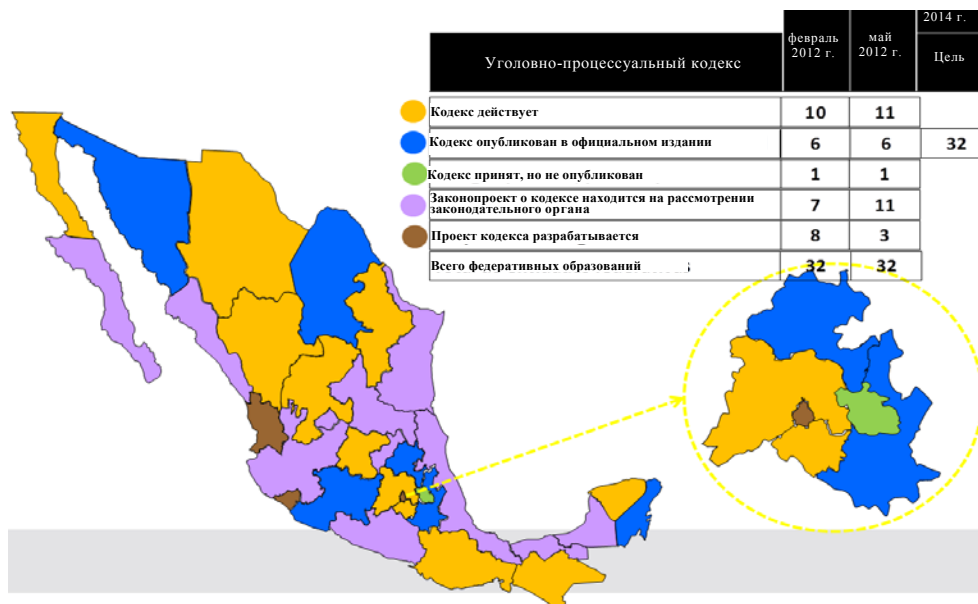 Уголовно-процессуальный кодекс
февраль
2012 г.
май
2012 г.
2014 г.
Цель
Кодекс действует
10 11
Кодекс опубликован в официальном издании
6 6 32
Кодекс принят, но не опубликован
1 1
Законопроект о кодексе находится на рассмотрении
законодательного органа
7 11
Проект кодекса разрабатывается
8 3
Всего федеративных образований
32 32